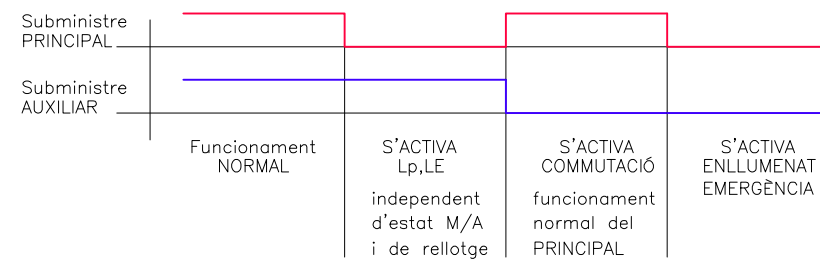 Subministre
PRINCIPAL
Subministre
AUXILIAR
Funcionament
NORMAL
S'ACTIVA
Lp,LE
independent
d'estat M/A
i de rellotge
S'ACTIVA
COMMUTACIÓ
funcionament
normal del
PRINCIPAL
S'ACTIVA
ENLLUMENAT
EMERGÈNCIA